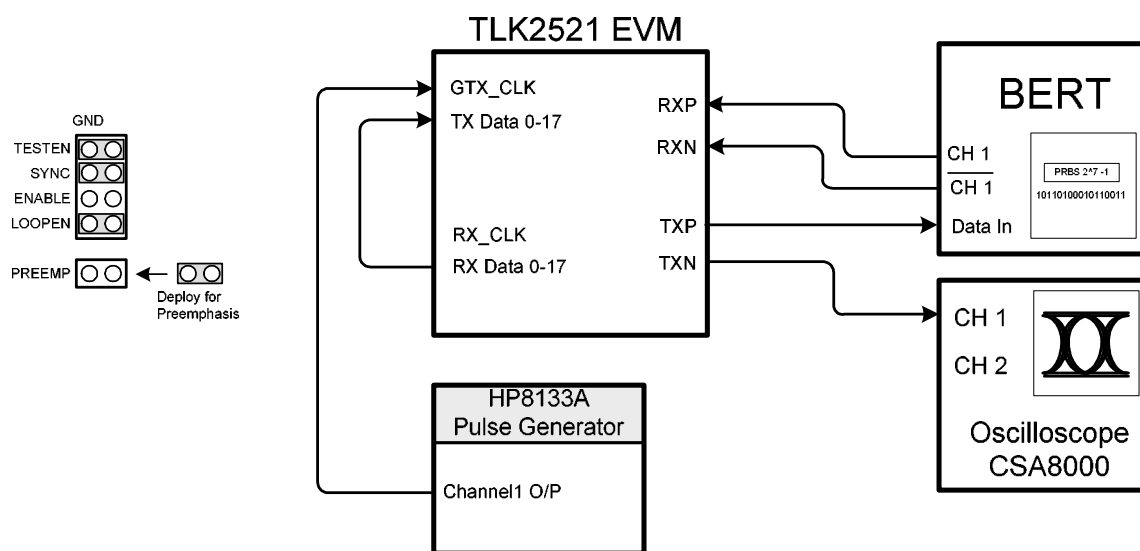 TLK2521 EVM
GND
TESTEN
SYNC
ENABLE
LOOPEN
PREEMP
Deploy for
Preemphasis
GTX_CLK
TX Data 0-17
RX_CLK
RX Data 0-17
RXP
RXN
TXP
TXN
BERT
CH 1
CH 1
Data In
PRBS 2^7 -1
10110100010110011
CH 1
CH 2
Oscilloscope
CSA8000
HP8133A
Pulse Generator
Channel1 O/P